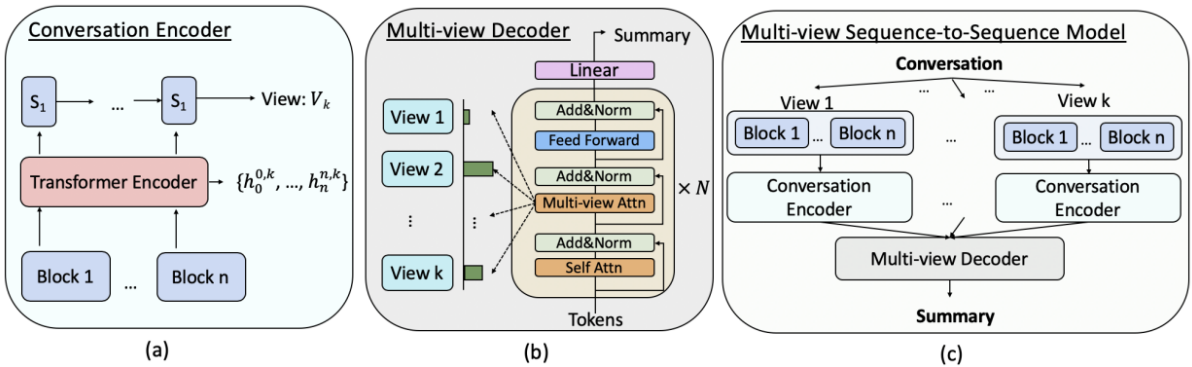 Conversation Encoder
S₁
...
S₁
View: Vₖ
Transformer Encoder
{h₀^{0,k}, ..., hₙ^{n,k}}
Block 1
...
Block n
(a)
Multi-view Decoder
Summary
Linear
Add&Norm
Feed Forward
Add&Norm
Multi-view Attn
Add&Norm
Self Attn
× N
Tokens
View 1
View 2
...
...
View k
(b)
Multi-view Sequence-to-Sequence Model
Conversation
... ...
View 1
...
View k
Block 1 ... Block n
...
Block 1 ... Block n
Conversation
Encoder
...
Conversation
Encoder
...
Multi-view Decoder
Summary
(c)